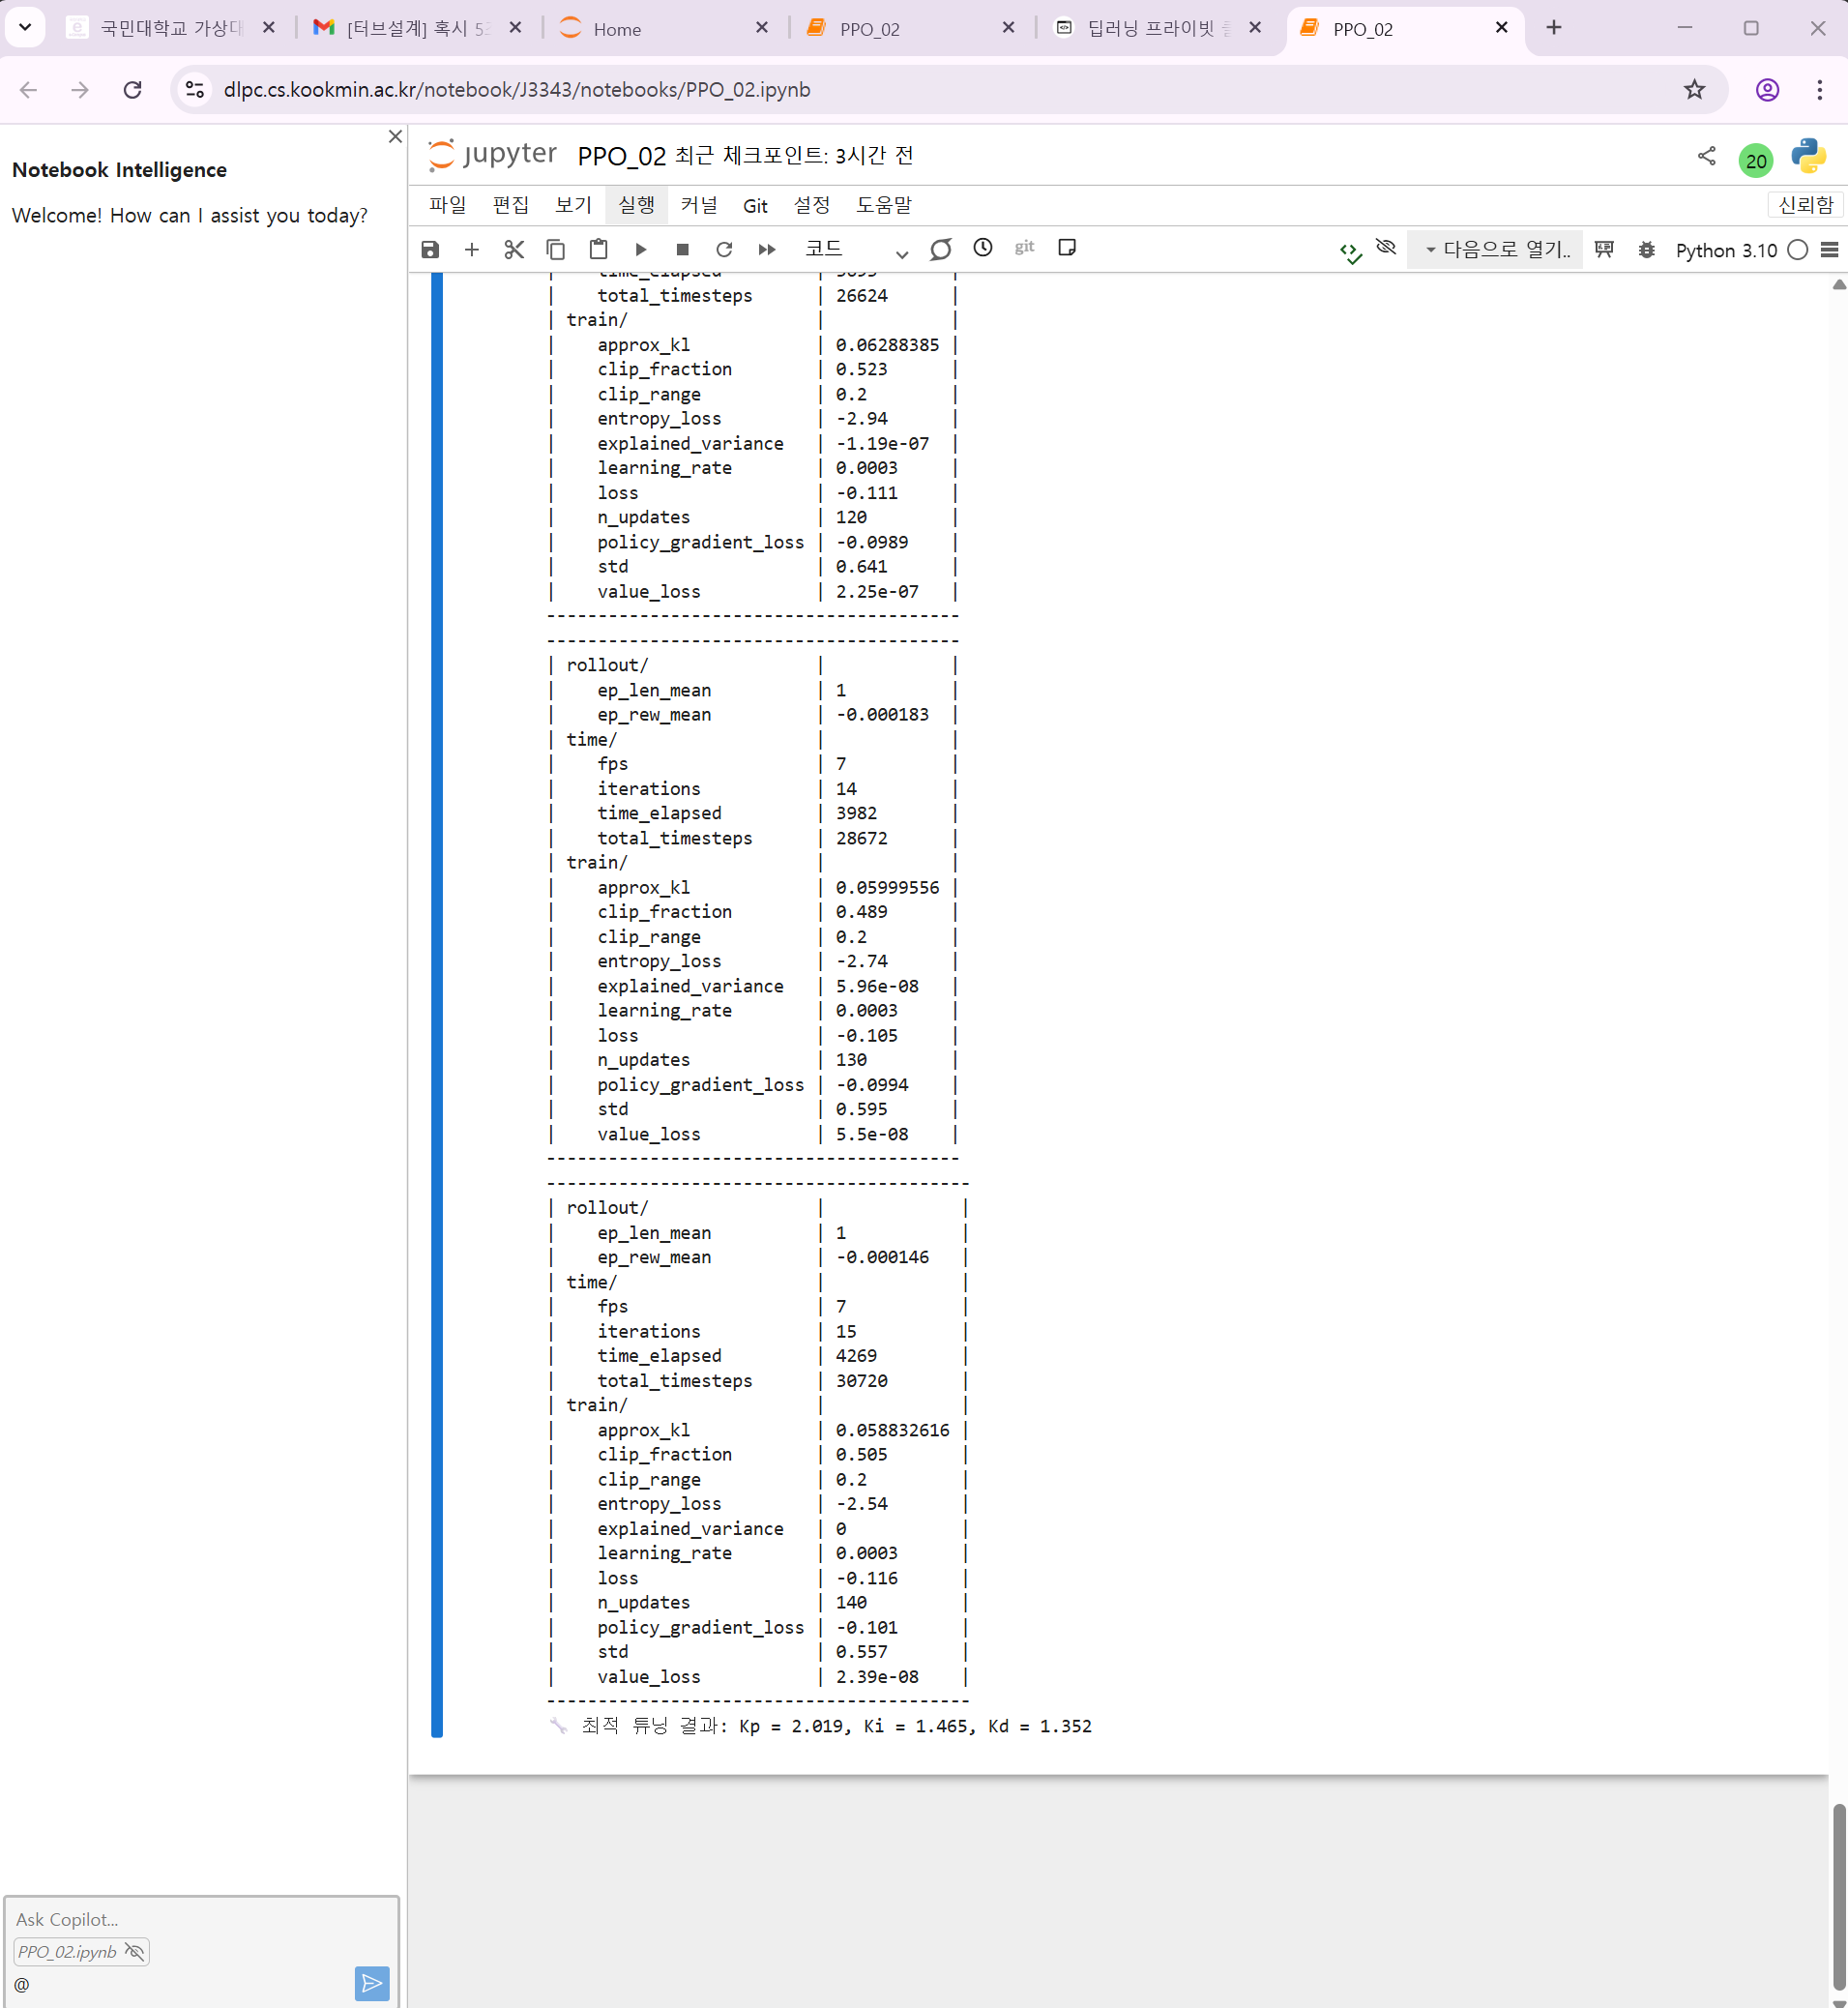 국민대학교 가상대
[터브설계] 혹시 5
Home
PPO_02
딥러닝 프라이빗
PPO_02
dlpc.cs.kookmin.ac.kr/notebook/J3343/notebooks/PPO_02.ipynb
Notebook Intelligence
Welcome! How can I assist you today?
jupyter PPO_02 최근 체크포인트: 3시간 전
20
파일 편집 보기 실행 커널 Git 설정 도움말
신뢰함
코드 git 다음으로 열기.. Python 3.10
| time_elapsed |
| total_timesteps | 26624 |
| train/ | |
| approx_kl | 0.06288385 |
| clip_fraction | 0.523 |
| clip_range | 0.2 |
| entropy_loss | -2.94 |
| explained_variance | -1.19e-07 |
| learning_rate | 0.0003 |
| loss | -0.111 |
| n_updates | 120 |
| policy_gradient_loss | -0.0989 |
| std | 0.641 |
| value_loss | 2.25e-07 |
----------------------------------------
----------------------------------------
| rollout/ | |
| ep_len_mean | 1 |
| ep_rew_mean | -0.000183 |
| time/ | |
| fps | 7 |
| iterations | 14 |
| time_elapsed | 3982 |
| total_timesteps | 28672 |
| train/ | |
| approx_kl | 0.05999556 |
| clip_fraction | 0.489 |
| clip_range | 0.2 |
| entropy_loss | -2.74 |
| explained_variance | 5.96e-08 |
| learning_rate | 0.0003 |
| loss | -0.105 |
| n_updates | 130 |
| policy_gradient_loss | -0.0994 |
| std | 0.595 |
| value_loss | 5.5e-08 |
----------------------------------------
-----------------------------------------
| rollout/ | |
| ep_len_mean | 1 |
| ep_rew_mean | -0.000146 |
| time/ | |
| fps | 7 |
| iterations | 15 |
| time_elapsed | 4269 |
| total_timesteps | 30720 |
| train/ | |
| approx_kl | 0.058832616 |
| clip_fraction | 0.505 |
| clip_range | 0.2 |
| entropy_loss | -2.54 |
| explained_variance | 0 |
| learning_rate | 0.0003 |
| loss | -0.116 |
| n_updates | 140 |
| policy_gradient_loss | -0.101 |
| std | 0.557 |
| value_loss | 2.39e-08 |
-----------------------------------------
🔧 최적 튜닝 결과: Kp = 2.019, Ki = 1.465, Kd = 1.352
Ask Copilot...
PPO_02.ipynb
@